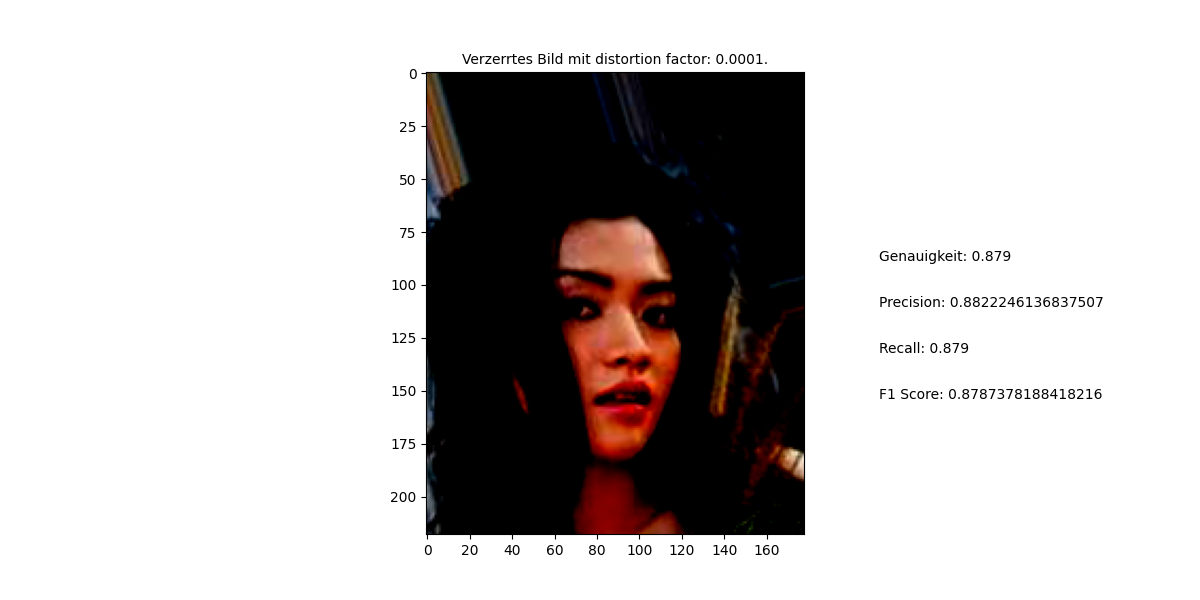 Verzerrtes Bild mit distortion factor: 0.0001.
0
25
50
75
100
125
150
175
200
0 20 40 60 80 100 120 140 160
Genauigkeit: 0.879
Precision: 0.8822246136837507
Recall: 0.879
F1 Score: 0.8787378188418216